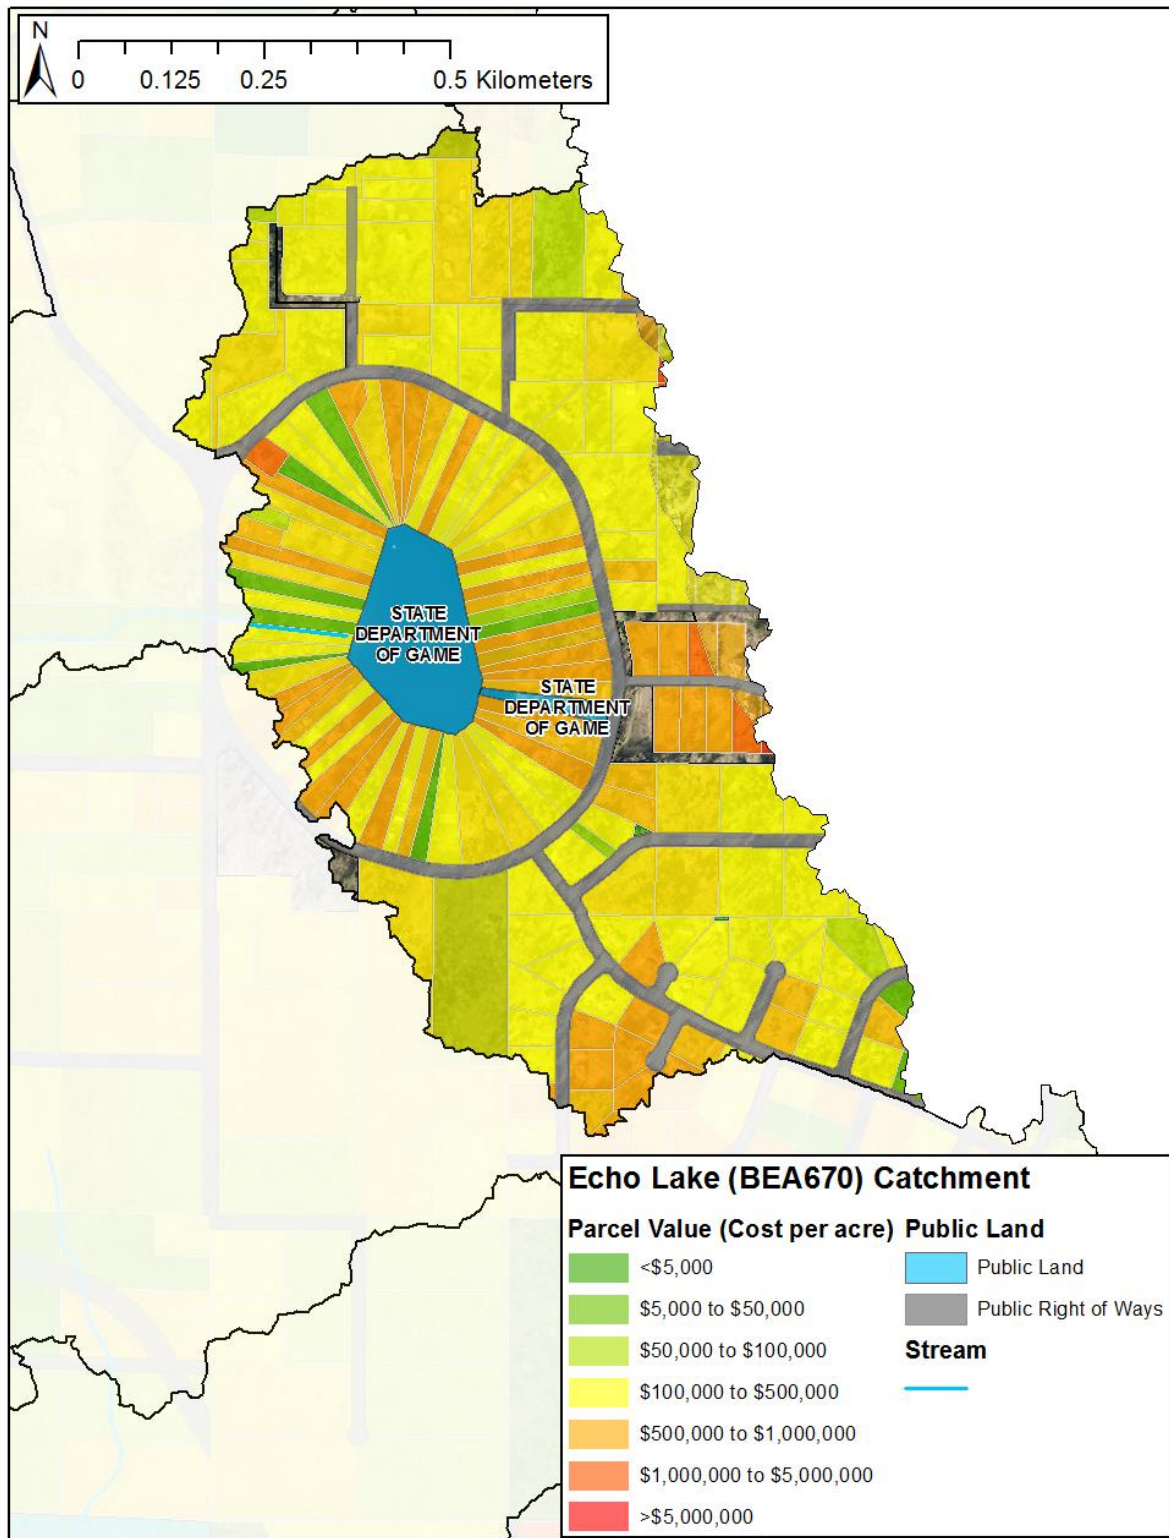 N
0 0.125 0.25 0.5 Kilometers
STATE
DEPARTMENT
OF GAME
STATE
DEPARTMENT
OF GAME
Echo Lake (BEA670) Catchment
Parcel Value (Cost per acre) Public Land
<$5,000 Public Land
$5,000 to $50,000 Public Right of Ways
$50,000 to $100,000 Stream
$100,000 to $500,000
$500,000 to $1,000,000
$1,000,000 to $5,000,000
>$5,000,000